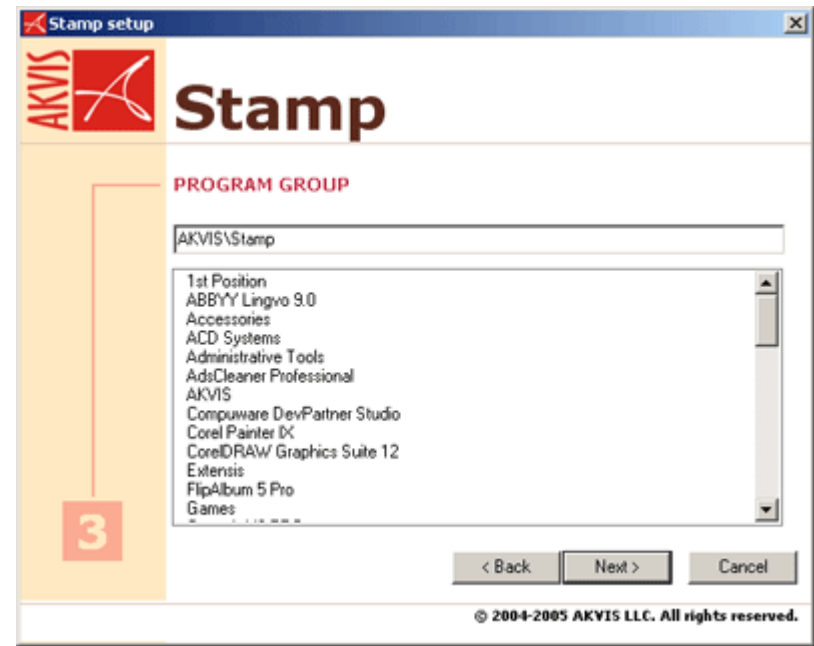 Stamp setup
AKVIS
Stamp
PROGRAM GROUP
AKVIS\Stamp
1st Position
ABBYY Lingvo 9.0
Accessories
ACD Systems
Administrative Tools
AdsCleaner Professional
AKVIS
Compuware DevPartner Studio
Corel Painter IX
CorelDRAW Graphics Suite 12
Extensis
FlipAlbum 5 Pro
Games
3
< Back
Next >
Cancel
© 2004-2005 AKVIS LLC. All rights reserved.